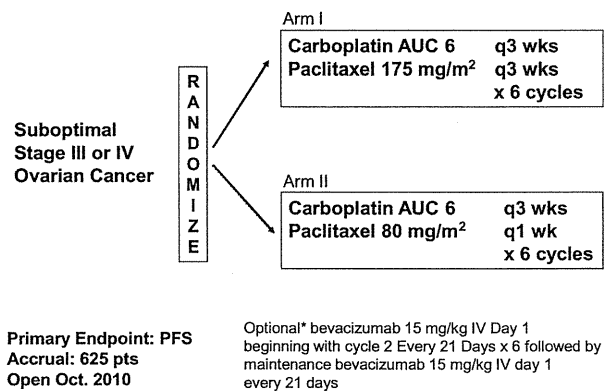 Arm I
Carboplatin AUC 6 q3 wks
Paclitaxel 175 mg/m² q3 wks
x 6 cycles
RANDOMIZE
Suboptimal
Stage III or IV
Ovarian Cancer
Arm II
Carboplatin AUC 6 q3 wks
Paclitaxel 80 mg/m² q1 wk
x 6 cycles
Primary Endpoint: PFS
Accrual: 625 pts
Open Oct. 2010
Optional* bevacizumab 15 mg/kg IV Day 1
beginning with cycle 2 Every 21 Days x 6 followed by
maintenance bevacizumab 15 mg/kg IV day 1
every 21 days